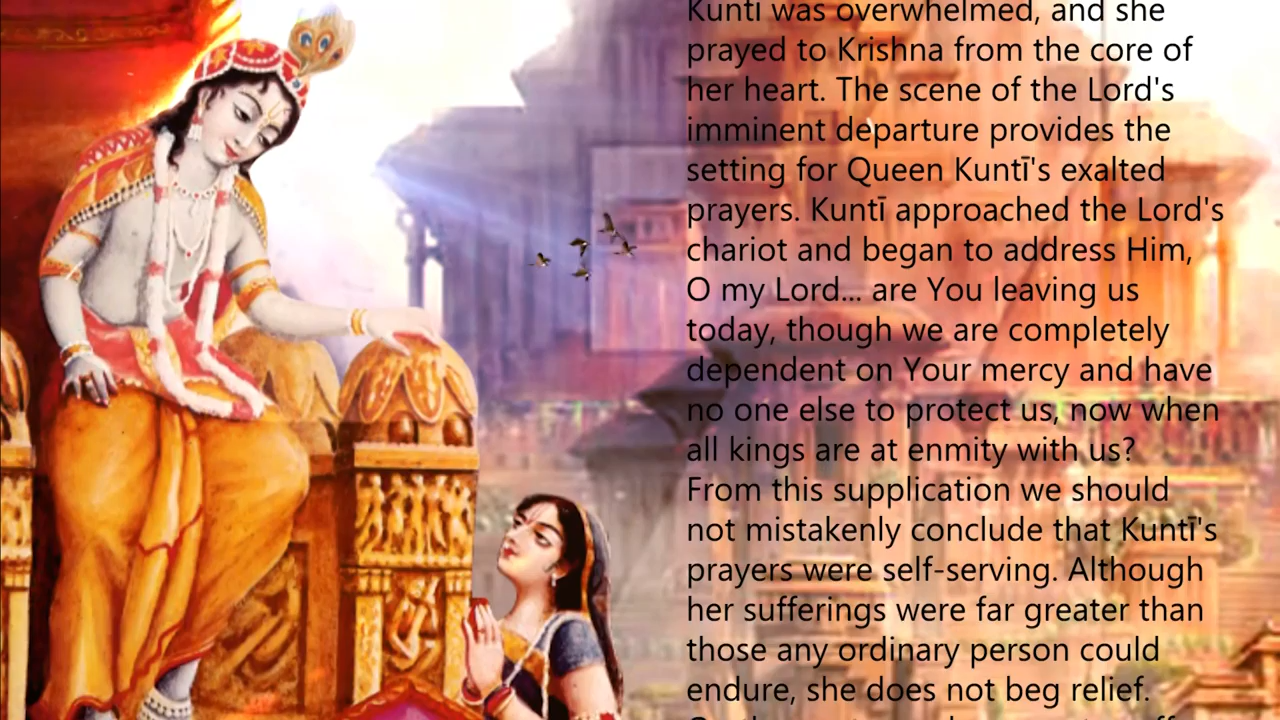 Kuntī was overwhelmed, and she
prayed to Krishna from the core of
her heart. The scene of the Lord's
imminent departure provides the
setting for Queen Kuntī's exalted
prayers. Kuntī approached the Lord's
chariot and began to address Him,
O my Lord... are You leaving us
today, though we are completely
dependent on Your mercy and have
no one else to protect us, now when
all kings are at enmity with us?
From this supplication we should
not mistakenly conclude that Kuntī's
prayers were self-serving. Although
her sufferings were far greater than
those any ordinary person could
endure, she does not beg relief.